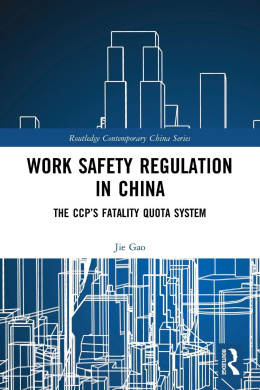 Routledge Contemporary China Series
WORK SAFETY REGULATION
IN CHINA
THE CCP'S FATALITY QUOTA SYSTEM
Jie Gao
ROUTLEDGE